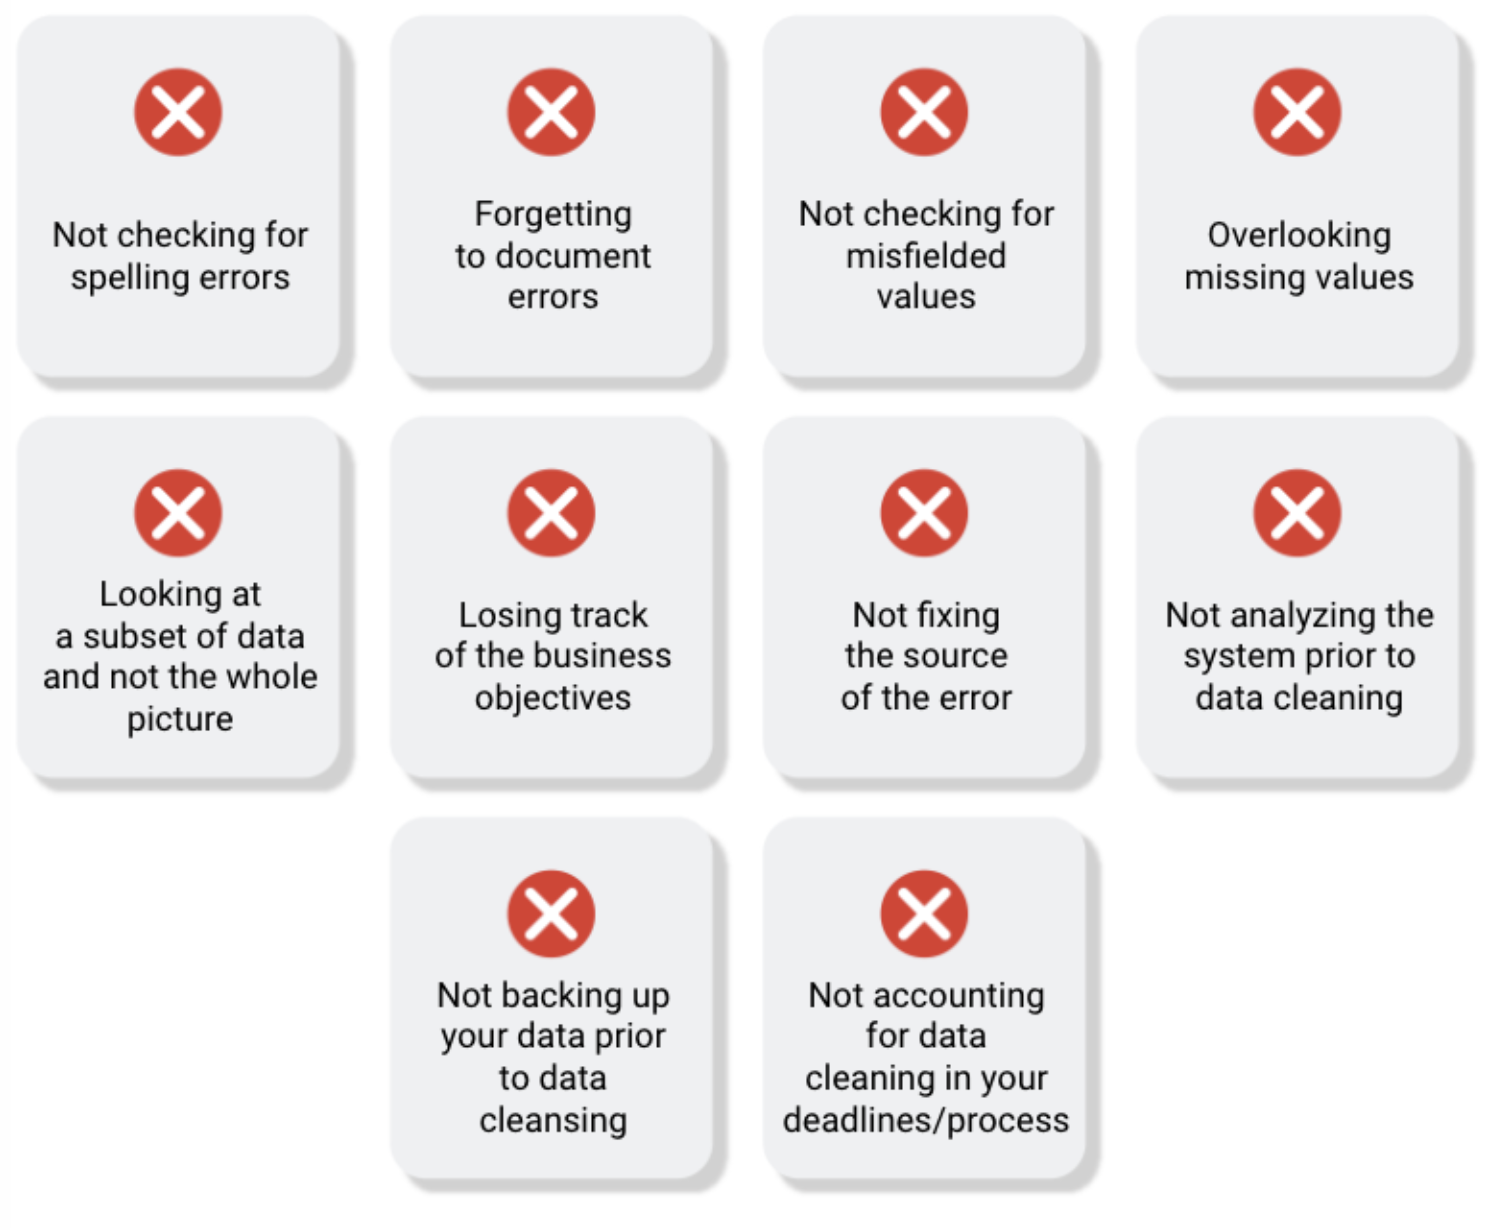 Not checking for
spelling errors
Forgetting
to document
errors
Not checking for
misfielded
values
Overlooking
missing values
Looking at
a subset of data
and not the whole
picture
Losing track
of the business
objectives
Not fixing
the source
of the error
Not analyzing the
system prior to
data cleaning
Not backing up
your data prior
to data
cleansing
Not accounting
for data
cleaning in your
deadlines/process